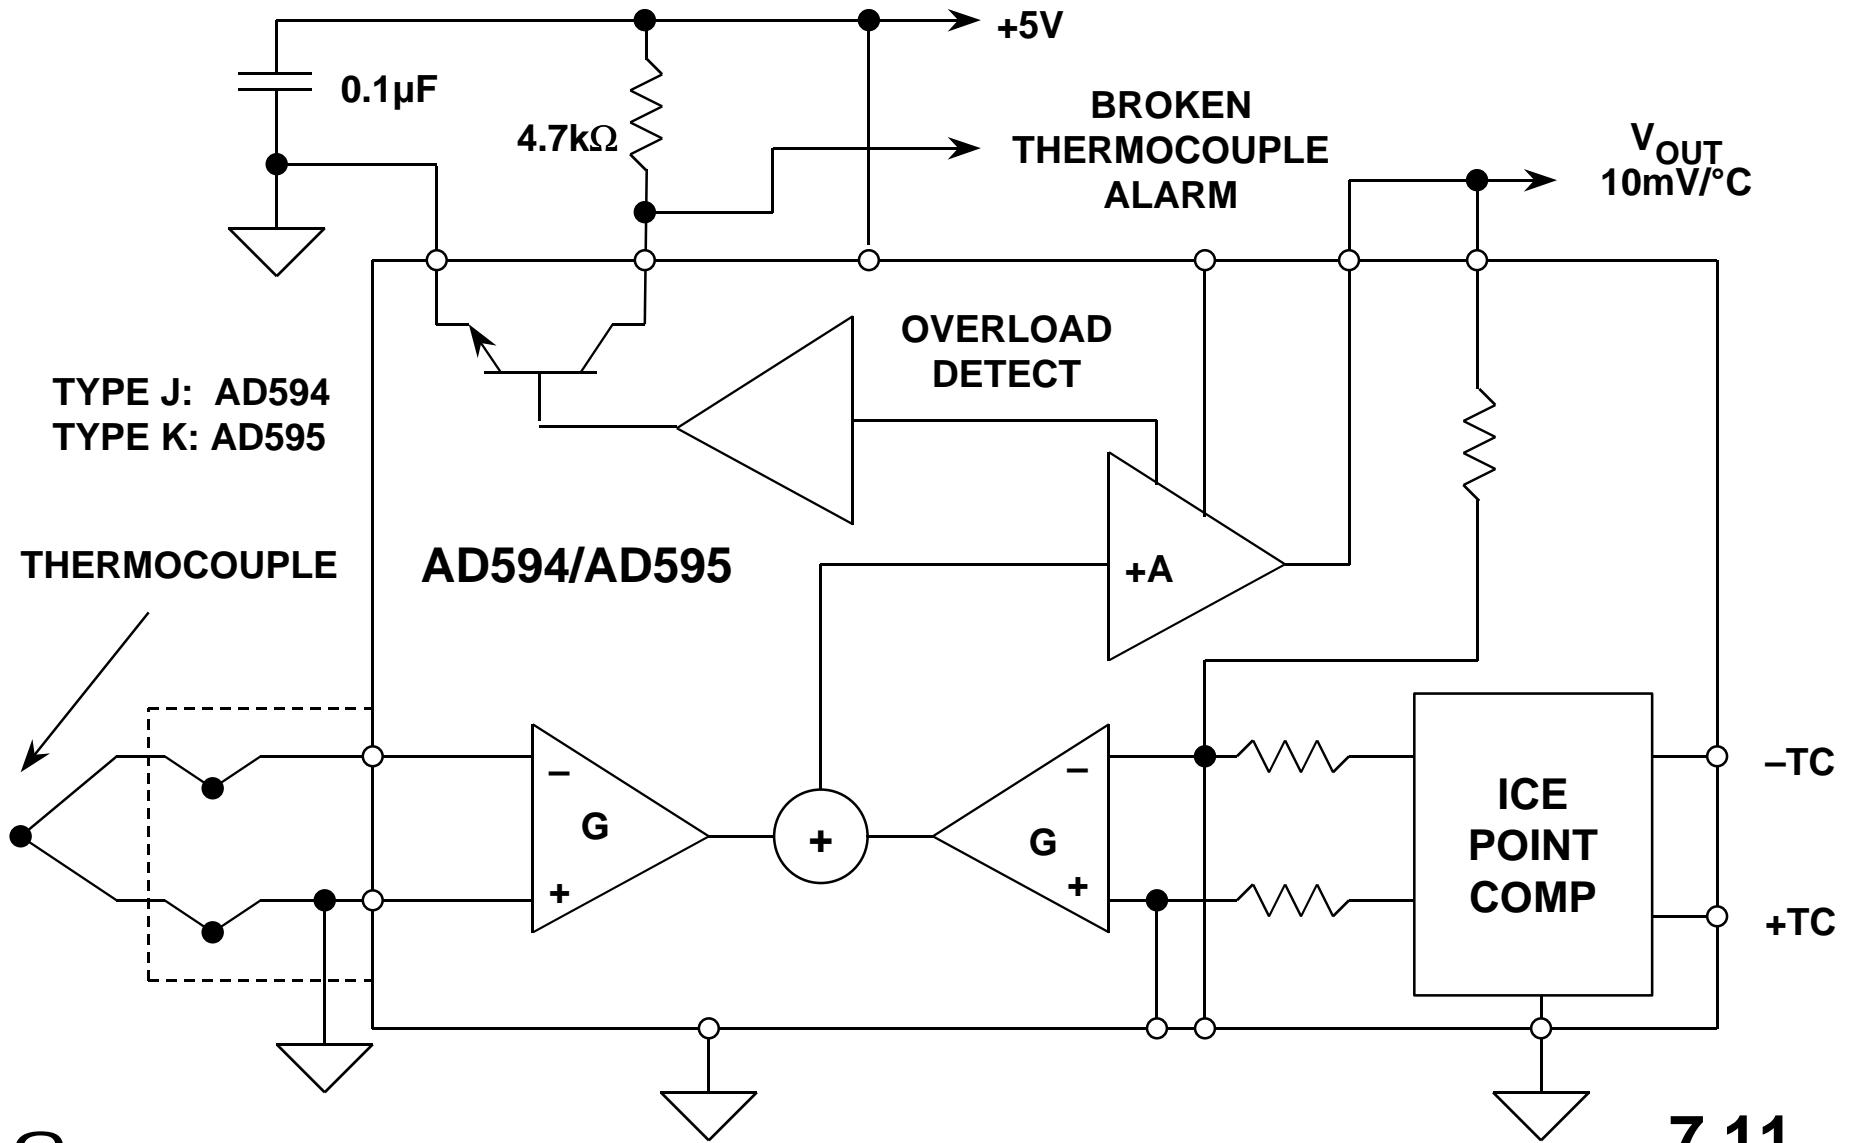 +5V
0.1µF
4.7kΩ
BROKEN
THERMOCOUPLE
ALARM
VOUT
10mV/°C
OVERLOAD
DETECT
TYPE J: AD594
TYPE K: AD595
THERMOCOUPLE
AD594/AD595
+A
–
G
+
+
–
G
+
ICE
POINT
COMP
–TC
+TC
7.11